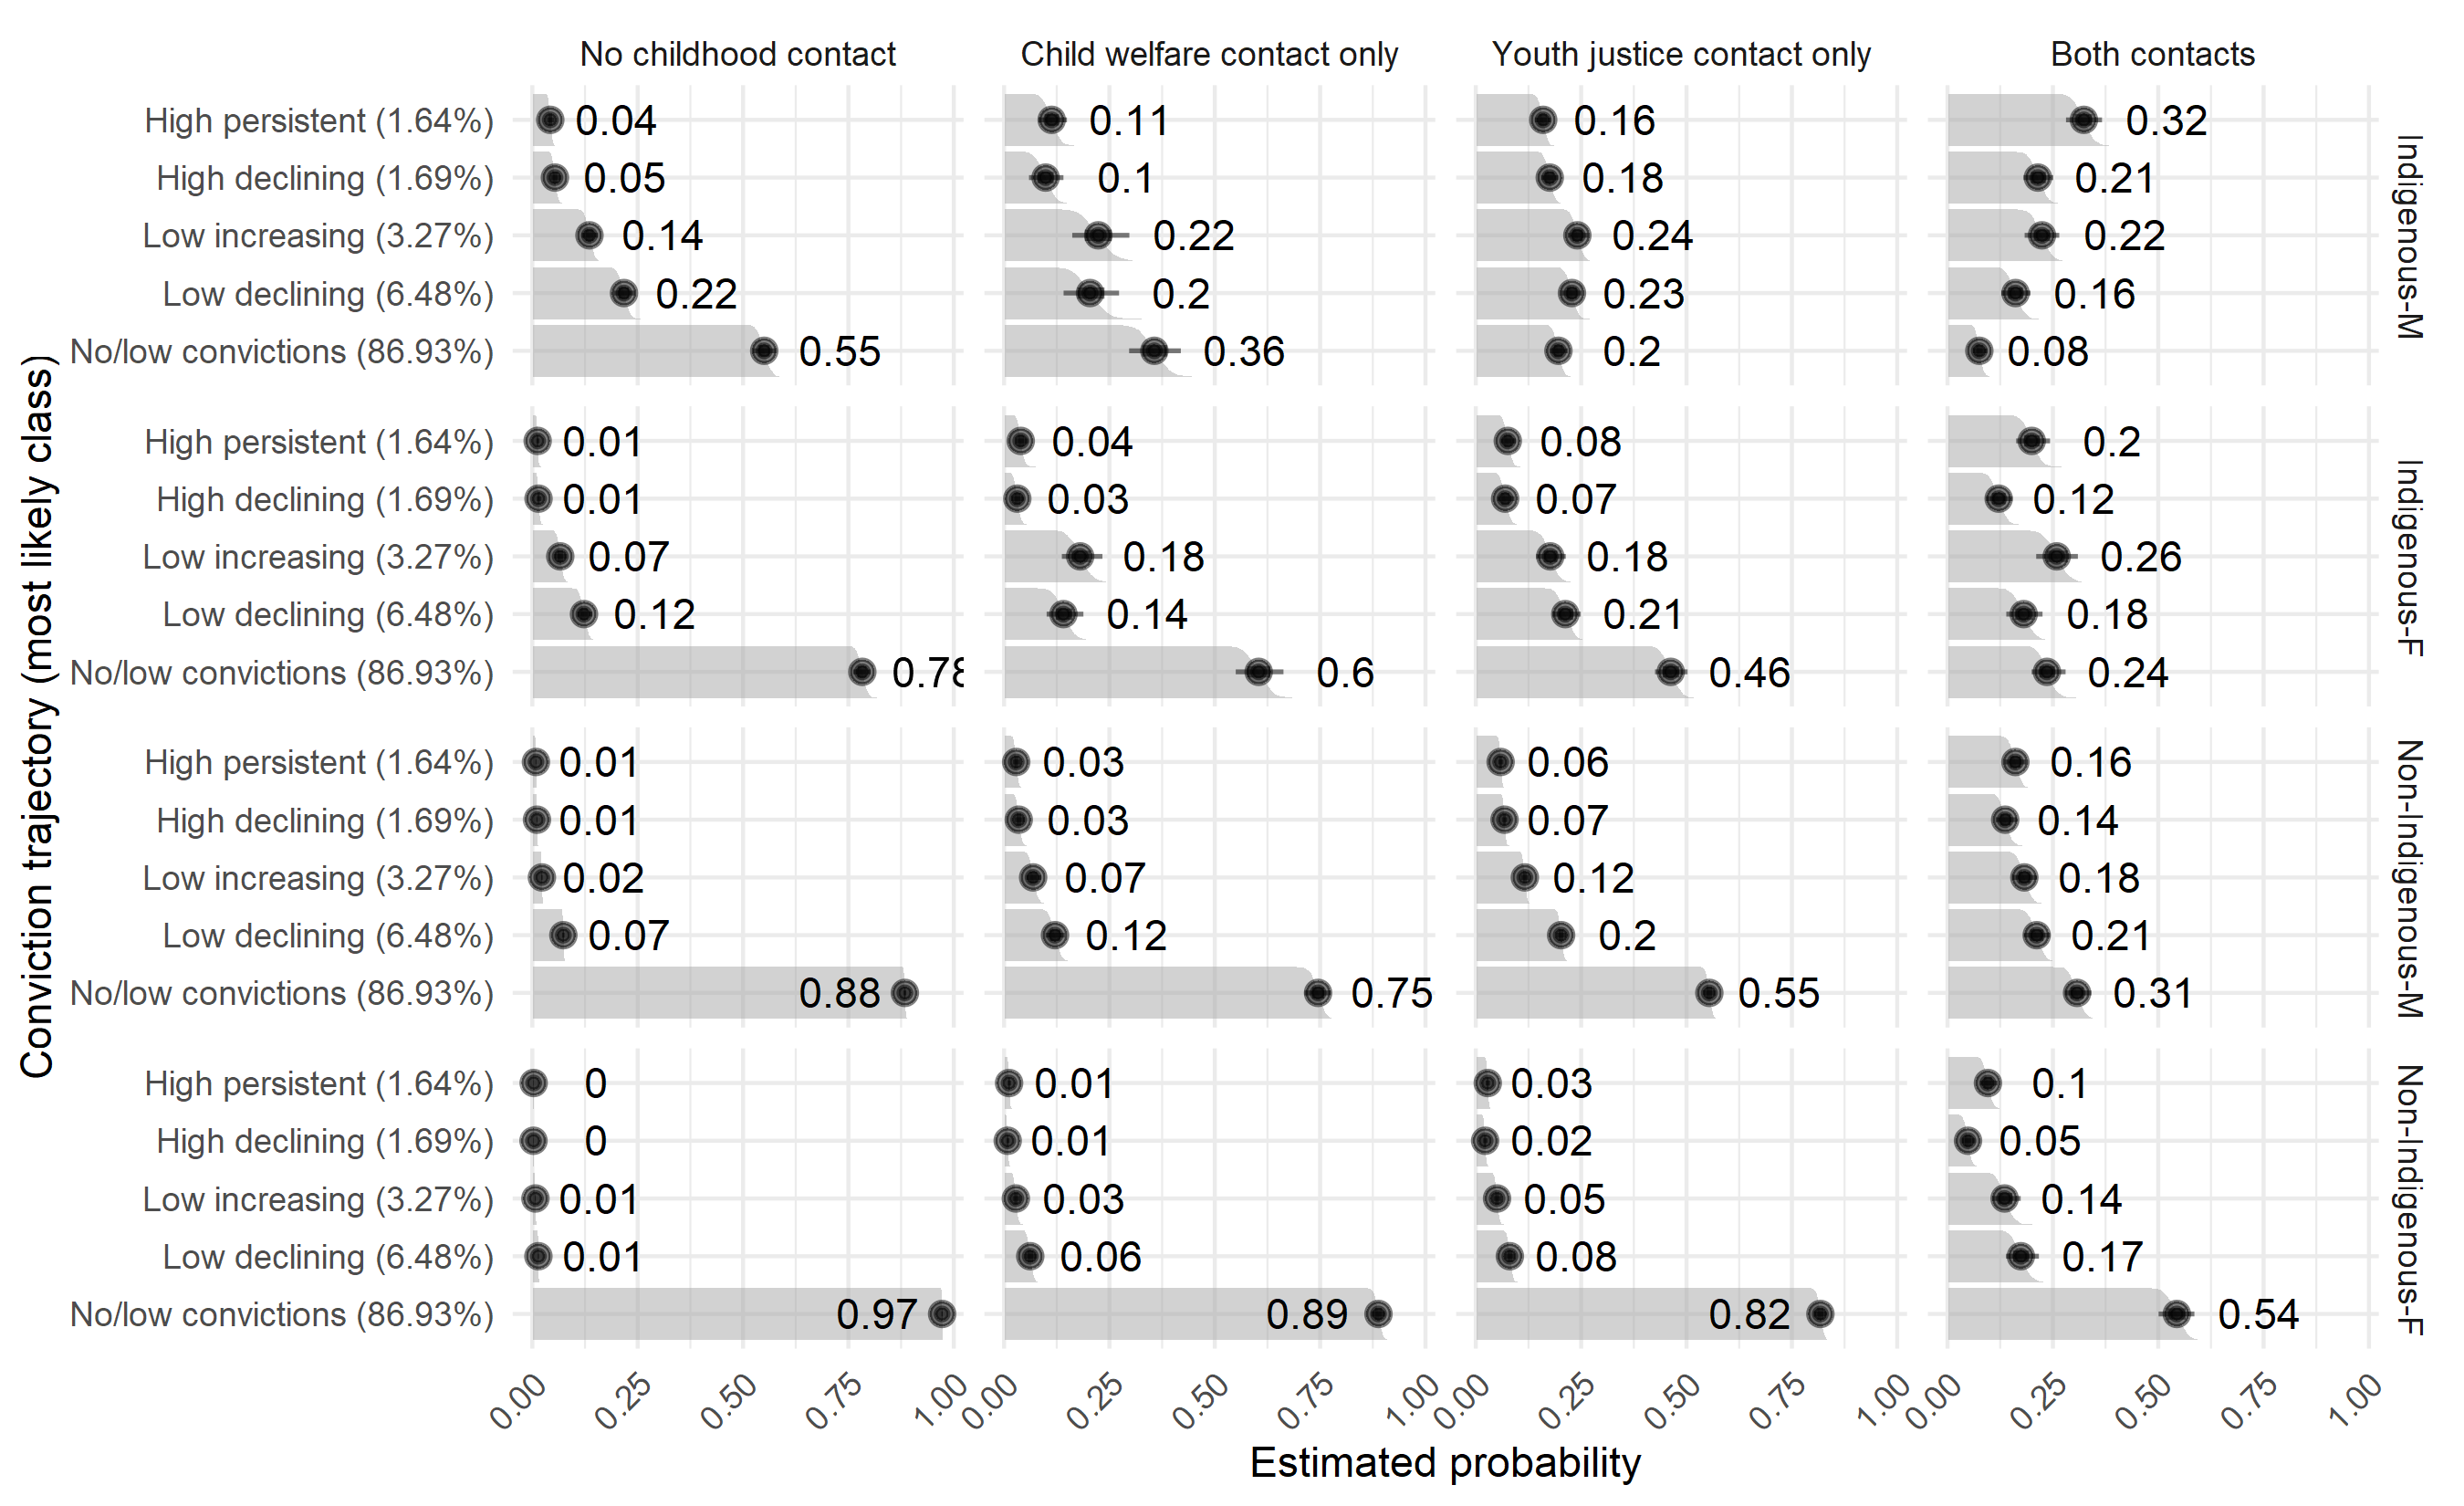 No childhood contact Child welfare contact only Youth justice contact only Both contacts
Conviction trajectory (most likely class)
Indigenous-M
High persistent (1.64%) 0.04 0.11 0.16 0.32
High declining (1.69%) 0.05 0.1 0.18 0.21
Low increasing (3.27%) 0.14 0.22 0.24 0.22
Low declining (6.48%) 0.22 0.2 0.23 0.16
No/low convictions (86.93%) 0.55 0.36 0.2 0.08
Indigenous-F
High persistent (1.64%) 0.01 0.04 0.08 0.2
High declining (1.69%) 0.01 0.03 0.07 0.12
Low increasing (3.27%) 0.07 0.18 0.18 0.26
Low declining (6.48%) 0.12 0.14 0.21 0.18
No/low convictions (86.93%) 0.78 0.6 0.46 0.24
Non-Indigenous-M
High persistent (1.64%) 0.01 0.03 0.06 0.16
High declining (1.69%) 0.01 0.03 0.07 0.14
Low increasing (3.27%) 0.02 0.07 0.12 0.18
Low declining (6.48%) 0.07 0.12 0.2 0.21
No/low convictions (86.93%) 0.88 0.75 0.55 0.31
Non-Indigenous-F
High persistent (1.64%) 0 0.01 0.03 0.1
High declining (1.69%) 0 0.01 0.02 0.05
Low increasing (3.27%) 0.01 0.03 0.05 0.14
Low declining (6.48%) 0.01 0.06 0.08 0.17
No/low convictions (86.93%) 0.97 0.89 0.82 0.54
0.00 0.25 0.50 0.75 1.00 0.00 0.25 0.50 0.75 1.00 0.00 0.25 0.50 0.75 1.00 0.00 0.25 0.50 0.75 1.00
Estimated probability